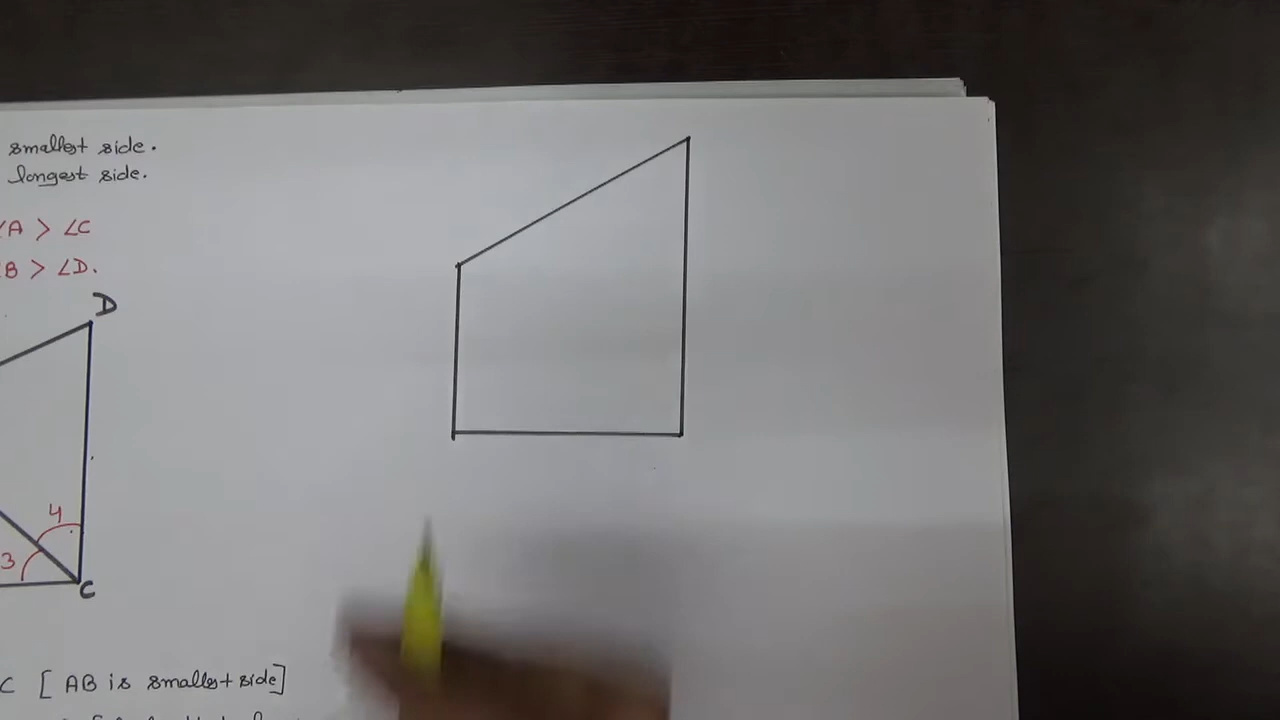 smallest side.
longest side.
∠A > ∠C
∠B > ∠D.
D
4
3
C
C [AB is smallest side]